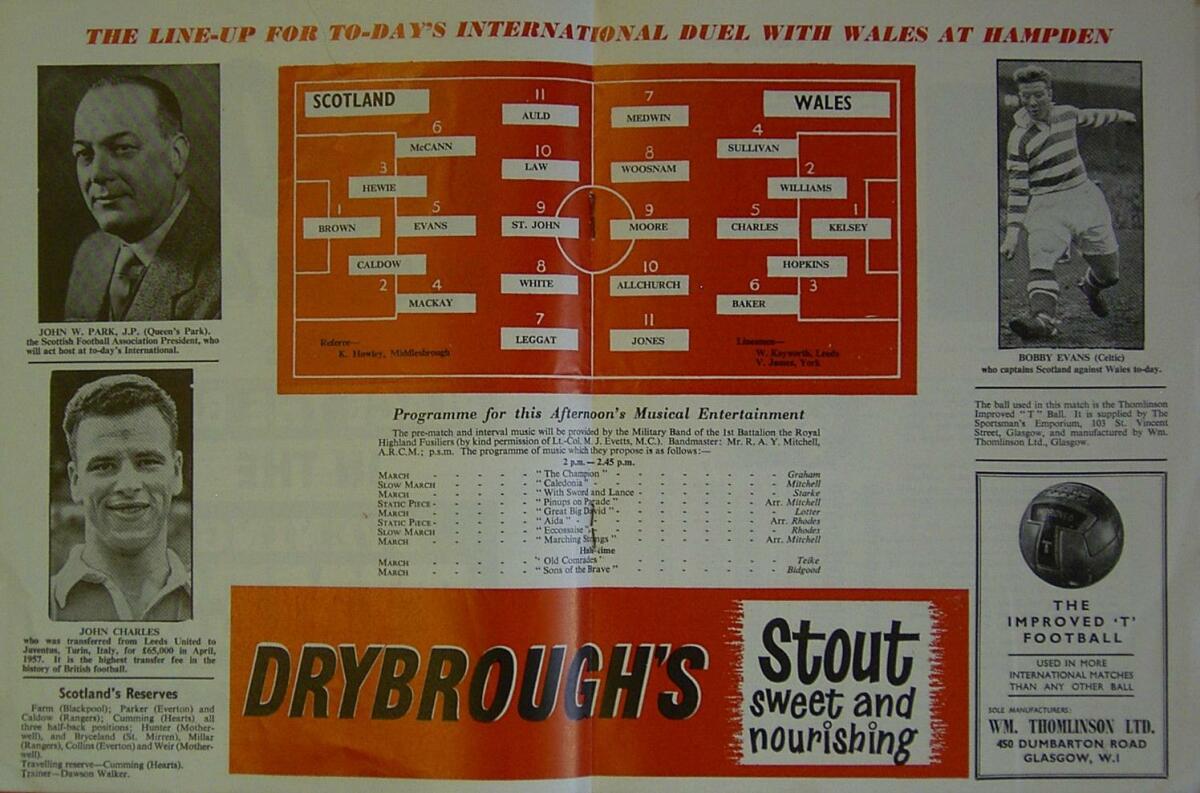 THE LINE-UP FOR TO-DAY'S INTERNATIONAL DUEL WITH WALES AT HAMPDEN
JOHN W. PARK, J.P. (Queen's Park).
the Scottish Football Association President, who
will act host at to-day's International.
JOHN CHARLES
who was transferred from Leeds United to
Juventus, Turin, Italy, for £65,000 in April,
1957. It is the highest transfer fee in the
history of British football.
Scotland's Reserves
Farm (Blackpool); Parker (Everton) and
Caldow (Rangers); Cumming (Hearts) all
three half-back positions; Hunter (Mother-
well), and Bryceland (St. Mirren), Millar
(Rangers), Collins (Everton) and Weir (Mother-
well).
Travelling reserve—Cumming (Hearts).
Trainer—Dawson Walker.
SCOTLAND
WALES
11
AULD
7
MEDWIN
6
McCANN
4
SULLIVAN
10
LAW
8
WOOSNAM
3
HEWIE
2
WILLIAMS
1
BROWN
5
EVANS
9
ST. JOHN
9
MOORE
5
CHARLES
1
KELSEY
CALDOW
2
8
WHITE
10
ALLCHURCH
HOPKINS
3
4
MACKAY
6
BAKER
7
LEGGAT
11
JONES
Referee—
K. Howley, Middlesbrough
Linesmen—
W. Kayworth, Leeds
V. James, York
Programme for this Afternoon's Musical Entertainment
The pre-match and interval music will be provided by the Military Band of the 1st Battalion the Royal
Highland Fusiliers (by kind permission of Lt.-Col. M. J. Evetts, M.C.). Bandmaster: Mr. R. A. Y. Mitchell,
A.R.C.M.; p.s.m. The programme of music which they propose is as follows:—
2 p.m.—2.45 p.m.
MARCH - - - - - "The Champion" - - - - - Graham
SLOW MARCH - - - - - "Caledonia" - - - - - Mitchell
MARCH - - - - - "With Sword and Lance - - - - - Starke
STATIC PIECE - - - - - "Pinups on Parade" - - - - - Arr. Mitchell
MARCH - - - - - "Great Big David" - - - - - Lotter
STATIC PIECE - - - - - "Aida" - - - - - Arr. Rhodes
SLOW MARCH - - - - - "Eccossaise" - - - - - Rhodes
MARCH - - - - - "Marching Strings" - - - - - Arr. Mitchell
Half-time
MARCH - - - - - "Old Comrades" - - - - - Teike
MARCH - - - - - "Sons of the Brave" - - - - - Bidgood
DRYBROUGH'S
Stout
sweet and
nourishing
BOBBY EVANS (Celtic)
who captains Scotland against Wales to-day.
The ball used in this match is the Thomlinson
Improved "T" Ball. It is supplied by The
Sportsman's Emporium, 103 St. Vincent
Street, Glasgow, and manufactured by Wm.
Thomlinson Ltd., Glasgow.
T
T
THE
IMPROVED 'T'
FOOTBALL
USED IN MORE
INTERNATIONAL MATCHES
THAN ANY OTHER BALL
SOLE MANUFACTURERS:
WM. THOMLINSON LTD.
450 DUMBARTON ROAD
GLASGOW, W.1